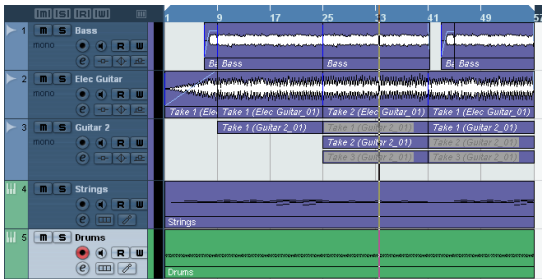 M S R W
1 9 17 25 33 41 49 57
1 m S Bass
mono R W
e
Ba Bass Bass Ba Bass
2 m S Elec Guitar
mono R W
e
Take 1 (Elec Take 1 (Elec Guitar_01) Take 2 (Elec Guitar_01) Take 1 (Elec Guitar_01)
3 m S Guitar 2
mono R W
e
Take 1 (Guitar 2_01) Take 1 (Guitar 2_01) Take 1 (Guitar 2_01)
Take 2 (Guitar 2_01) Take 2 (Guitar 2_01)
Take 3 (Guitar 2_01) Take 3 (Guitar 2_01)
4 m S Strings
R W
e
Strings
5 m S Drums
R W
e
Drums